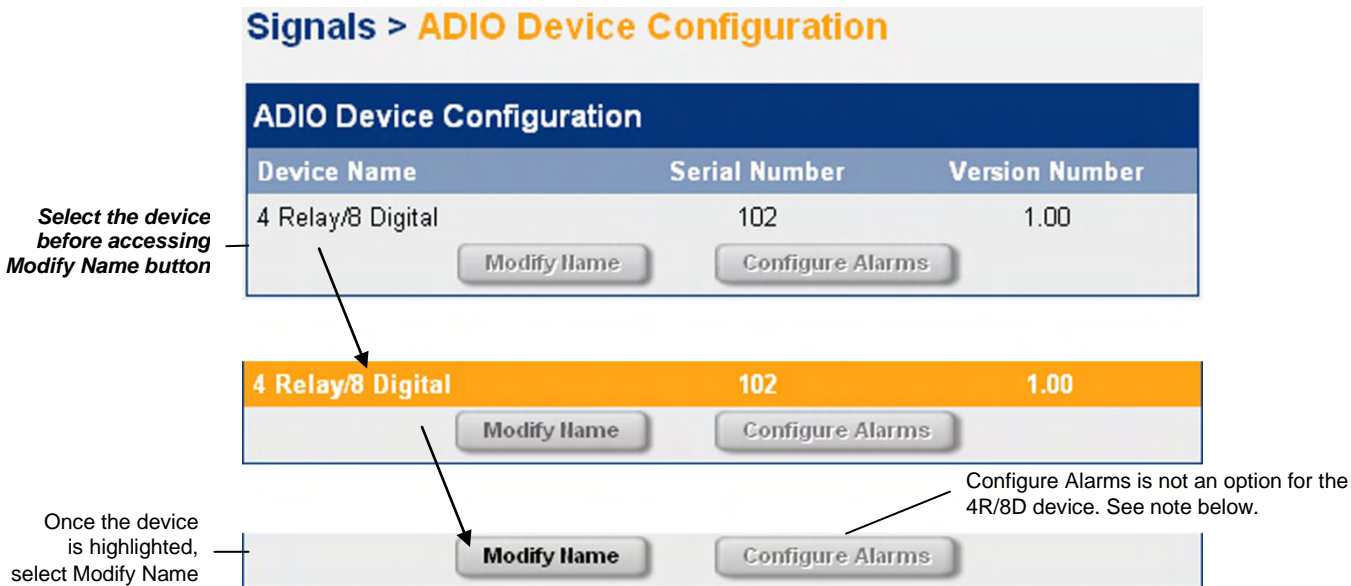 Signals > ADIO Device Configuration
ADIO Device Configuration
Device Name Serial Number Version Number
4 Relay/8 Digital 102 1.00
Modify Name Configure Alarms
Select the device
before accessing
Modify Name button
4 Relay/8 Digital 102 1.00
Modify Name Configure Alarms
Configure Alarms is not an option for the
4R/8D device. See note below.
Once the device
is highlighted,
select Modify Name
Modify Name Configure Alarms